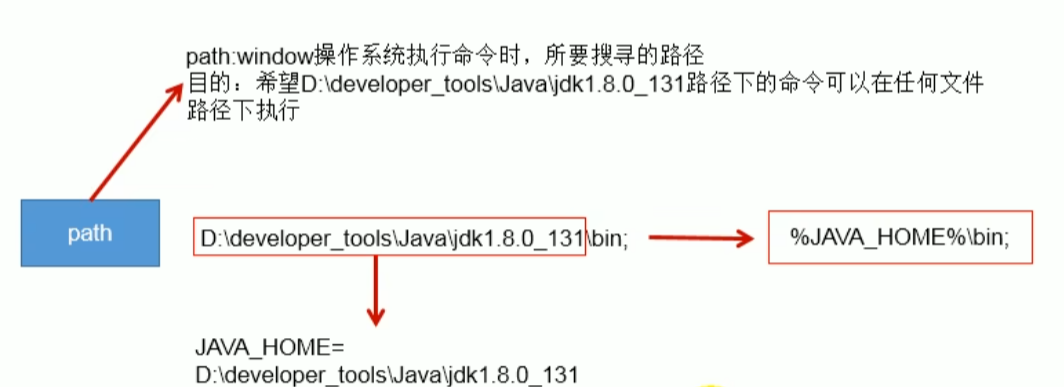 path:window操作系统执行命令时，所要搜寻的路径
目的：希望D:\developer_tools\Java\jdk1.8.0_131路径下的命令可以在任何文件
路径下执行
path
D:\developer_tools\Java\jdk1.8.0_131\bin;
%JAVA_HOME%\bin;
JAVA_HOME=
D:\developer_tools\Java\jdk1.8.0_131